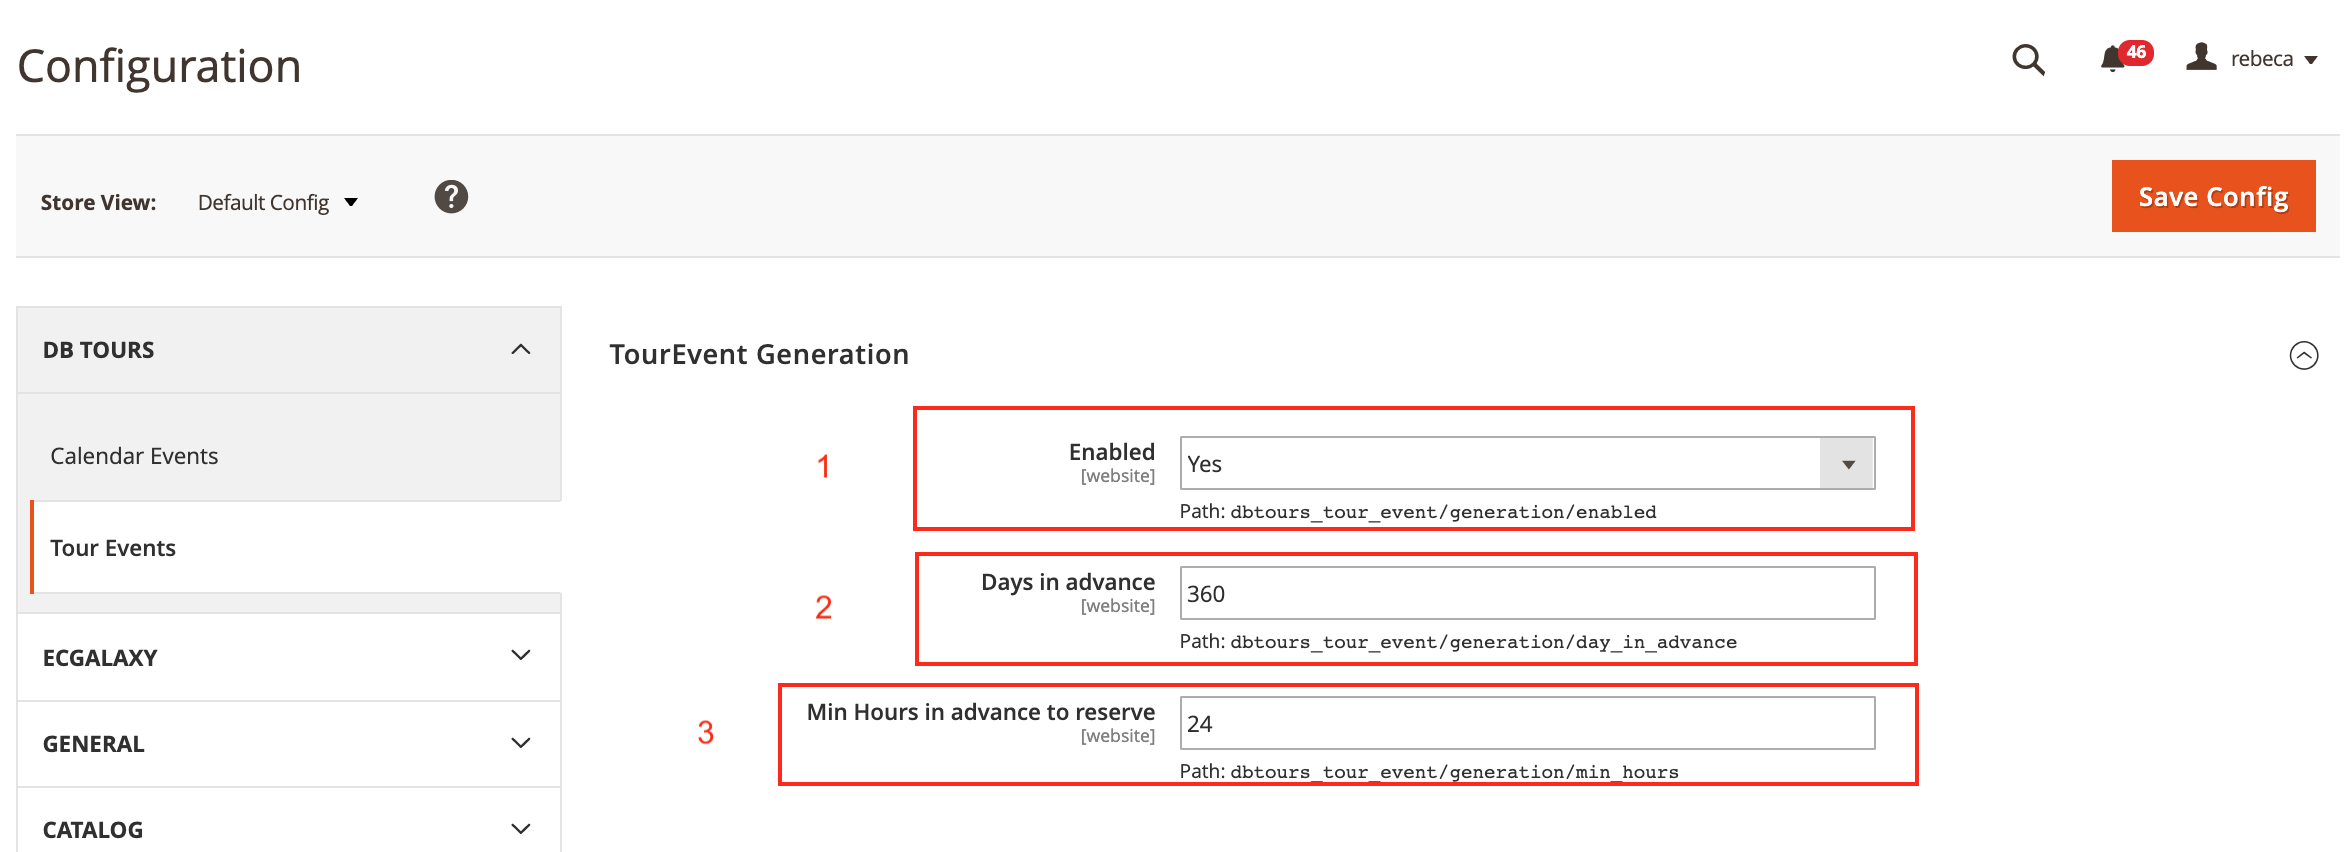 Configuration
46
rebeca
Store View:
Default Config
?
Save Config
DB TOURS
Calendar Events
Tour Events
ECGALAXY
GENERAL
CATALOG
TourEvent Generation
1
Enabled
[website]
Yes
Path: dbtours_tour_event/generation/enabled
2
Days in advance
[website]
360
Path: dbtours_tour_event/generation/day_in_advance
3
Min Hours in advance to reserve
[website]
24
Path: dbtours_tour_event/generation/min_hours